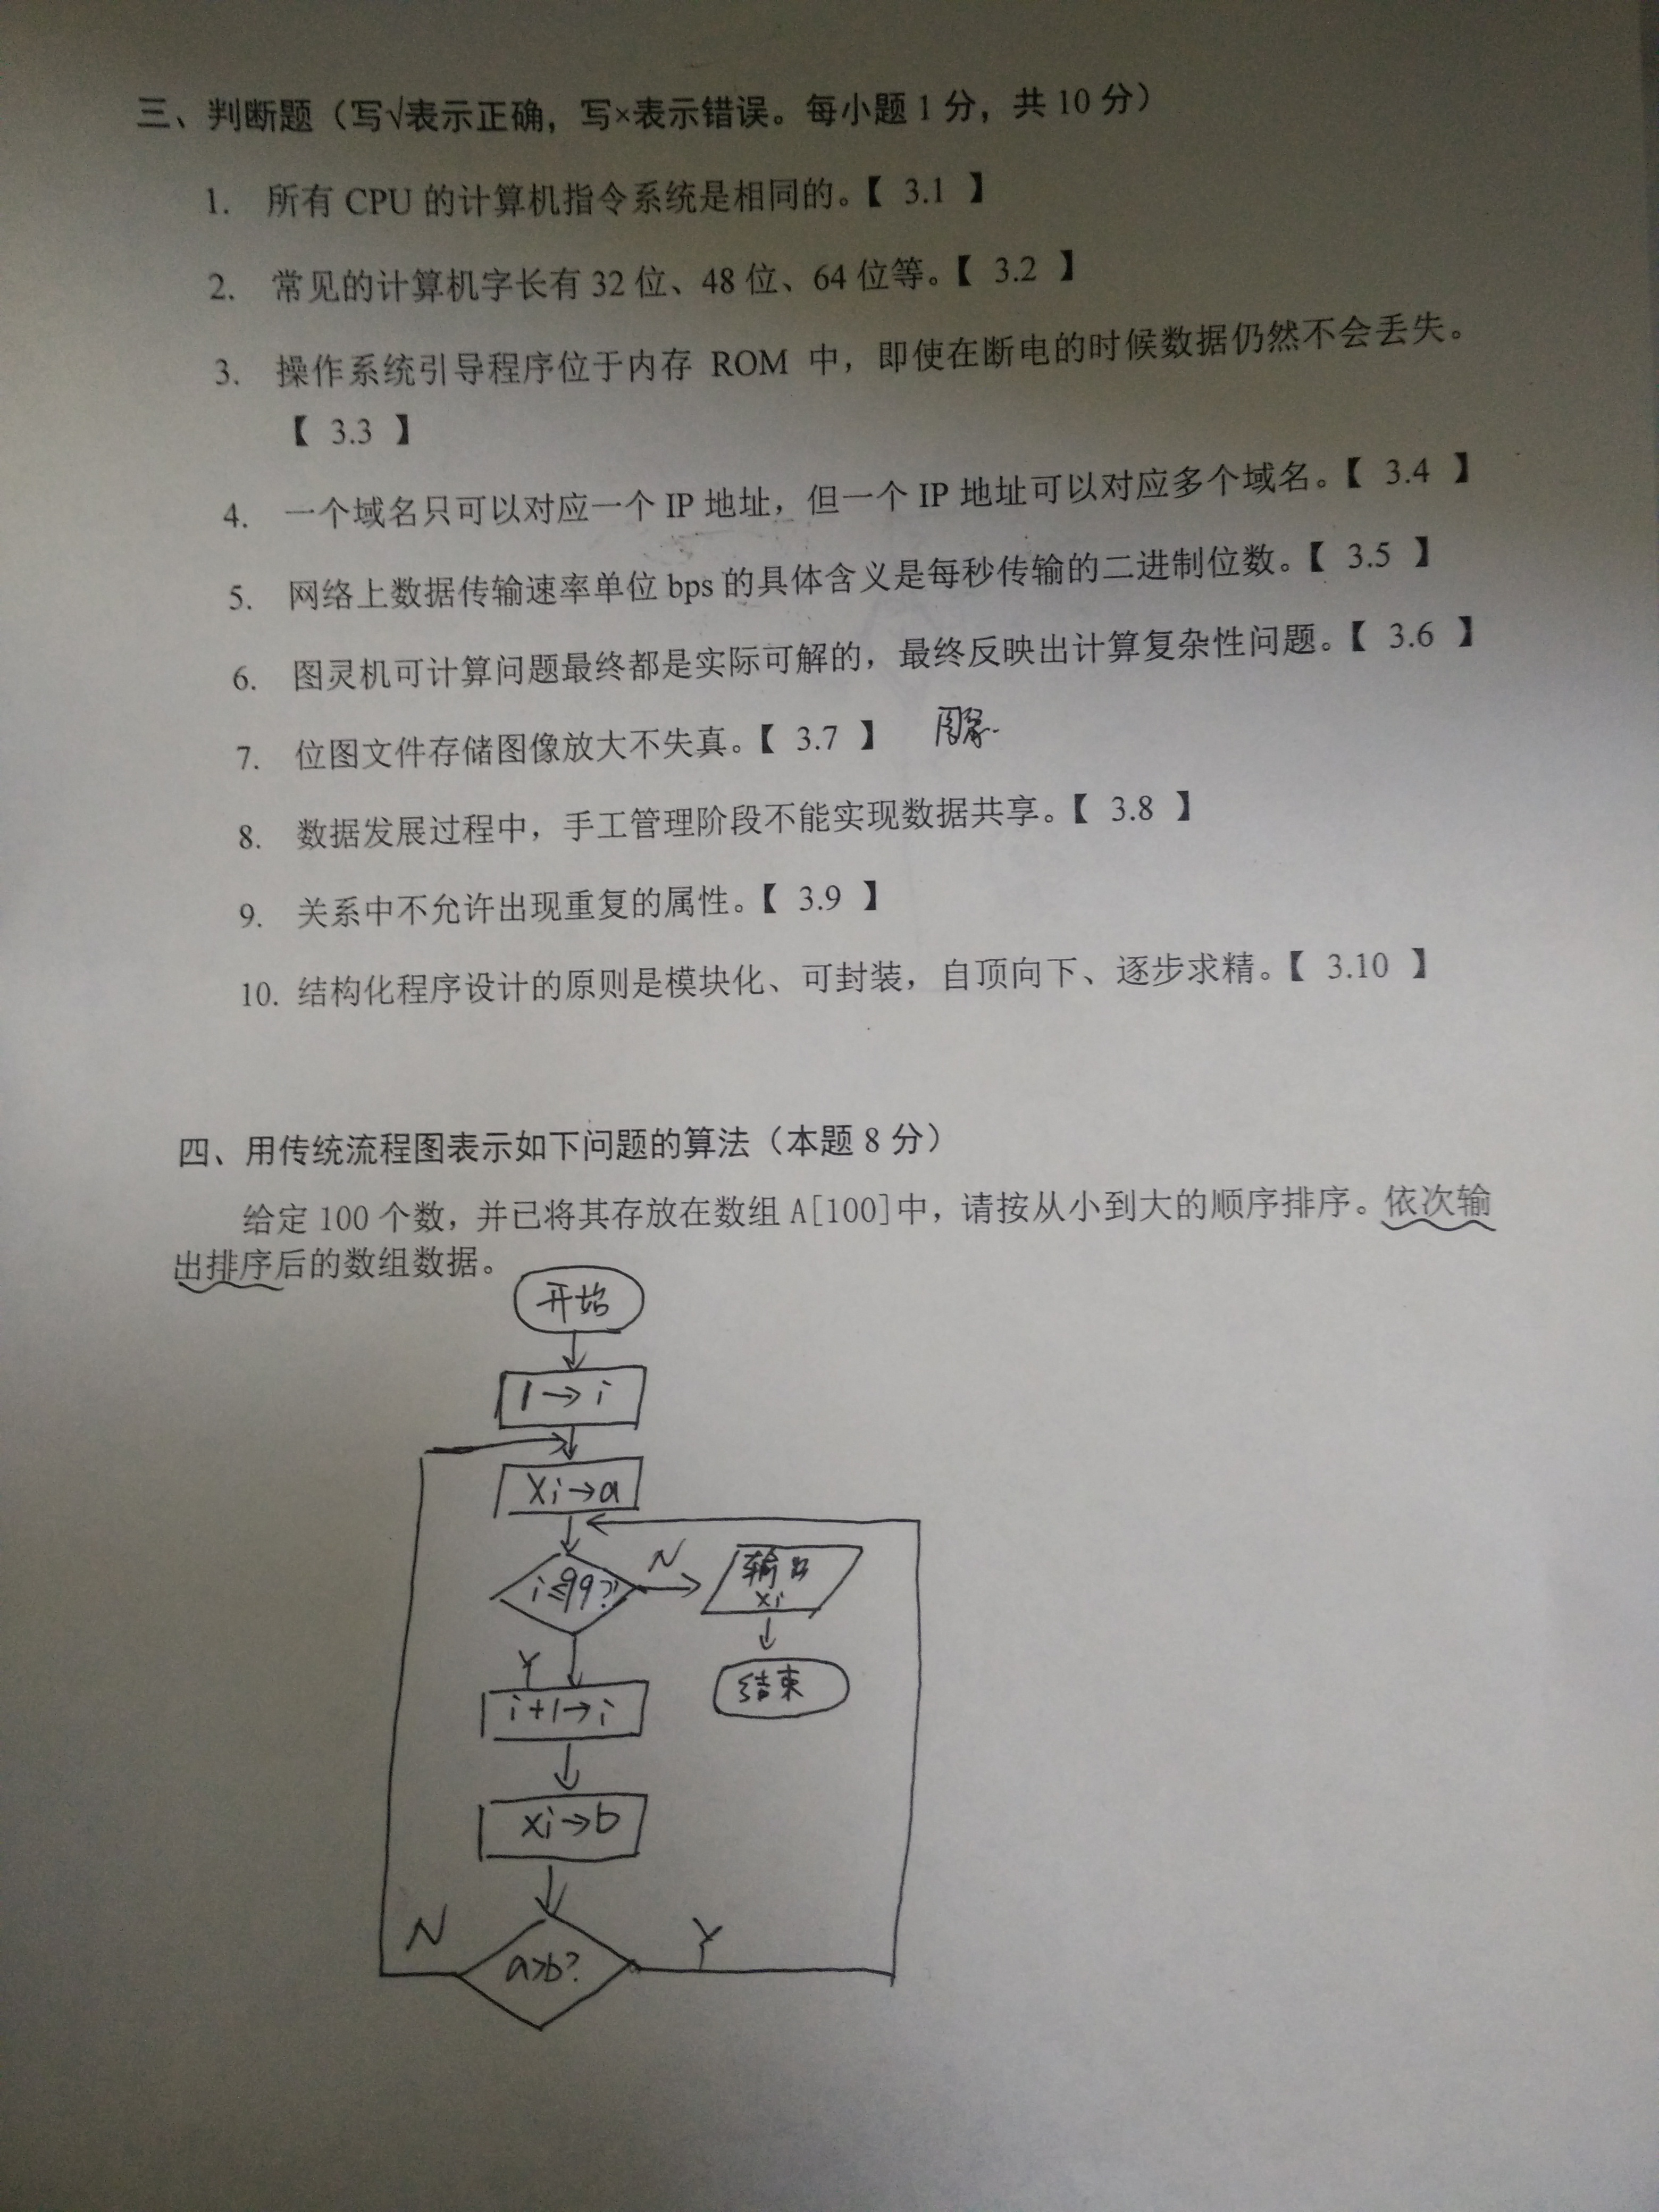 三、判断题（写√表示正确，写×表示错误。每小题 1 分，共 10 分）
1. 所有 CPU 的计算机指令系统是相同的。【 3.1 】
2. 常见的计算机字长有 32 位、48 位、64 位等。【 3.2 】
3. 操作系统引导程序位于内存 ROM 中，即使在断电的时候数据仍然不会丢失。
【 3.3 】
4. 一个域名只可以对应一个 IP 地址，但一个 IP 地址可以对应多个域名。【 3.4 】
5. 网络上数据传输速率单位 bps 的具体含义是每秒传输的二进制位数。【 3.5 】
6. 图灵机可计算问题最终都是实际可解的，最终反映出计算复杂性问题。【 3.6 】
7. 位图文件存储图像放大不失真。【 3.7 】 图象
8. 数据发展过程中，手工管理阶段不能实现数据共享。【 3.8 】
9. 关系中不允许出现重复的属性。【 3.9 】
10. 结构化程序设计的原则是模块化、可封装，自顶向下、逐步求精。【 3.10 】
四、用传统流程图表示如下问题的算法（本题 8 分）
给定 100 个数，并已将其存放在数组 A[100]中，请按从小到大的顺序排序。依次输
出排序后的数组数据。
开始
1→i
Xi→a
i≤99?
N
输出
xi
Y
结束
i+1→i
xi→b
N
a>b?
Y